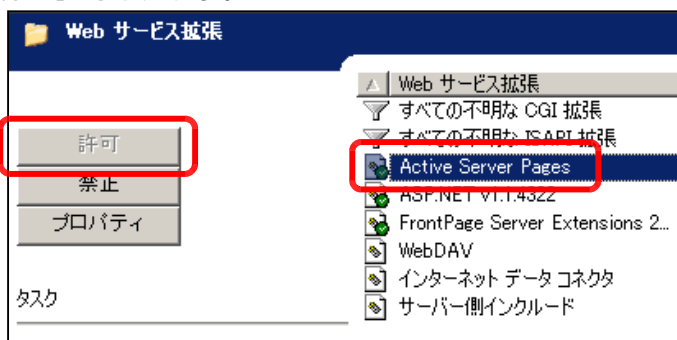 Web サービス拡張
Web サービス拡張
すべての不明な CGI 拡張
すべての不明な ISAPI 拡張
許可
Active Server Pages
禁止
ASP.NET v1.1.4322
プロパティ
FrontPage Server Extensions 2...
WebDAV
インターネット データ コネクタ
タスク
サーバー側インクルード